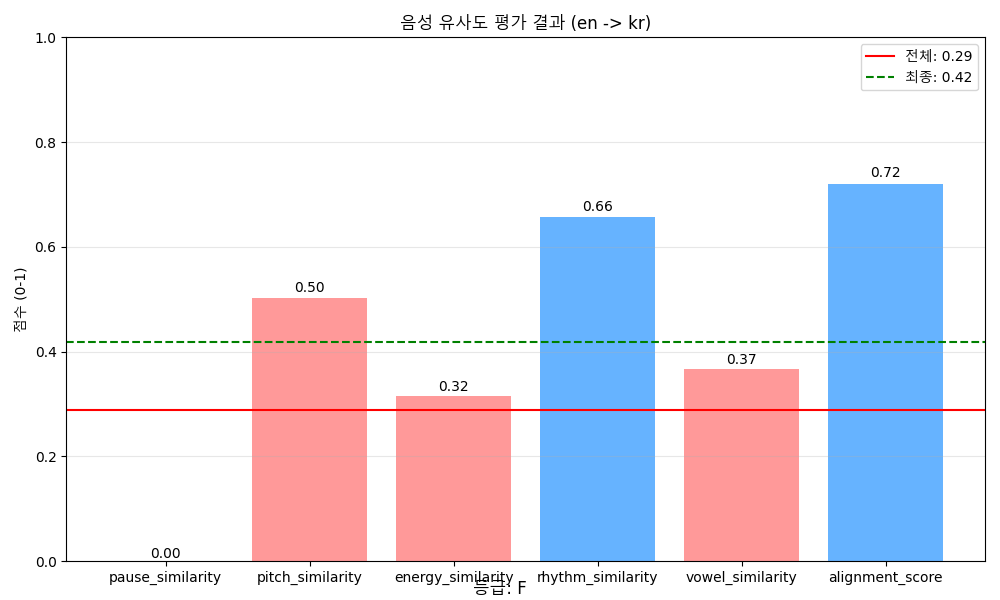 음성 유사도 평가 결과 (en -> kr)
전체: 0.29
최종: 0.42
점수 (0-1)
1.0
0.8
0.6
0.4
0.2
0.0
0.00
0.50
0.32
0.66
0.37
0.72
pause_similarity
pitch_similarity
energy_similarity
rhythm_similarity
vowel_similarity
alignment_score
등급: F